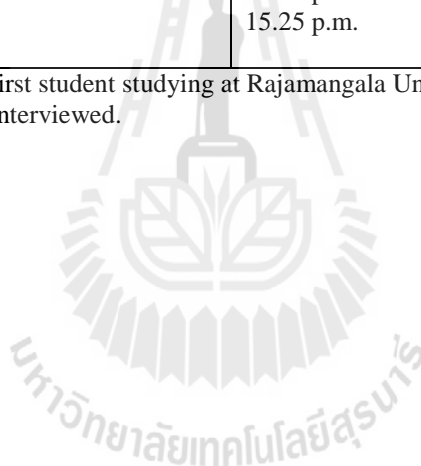 15.25 p.m.
irst student studying at Rajamangala Un
nterviewed.
มหาวิทยาลัยเทคโนโลยีสุรนารี